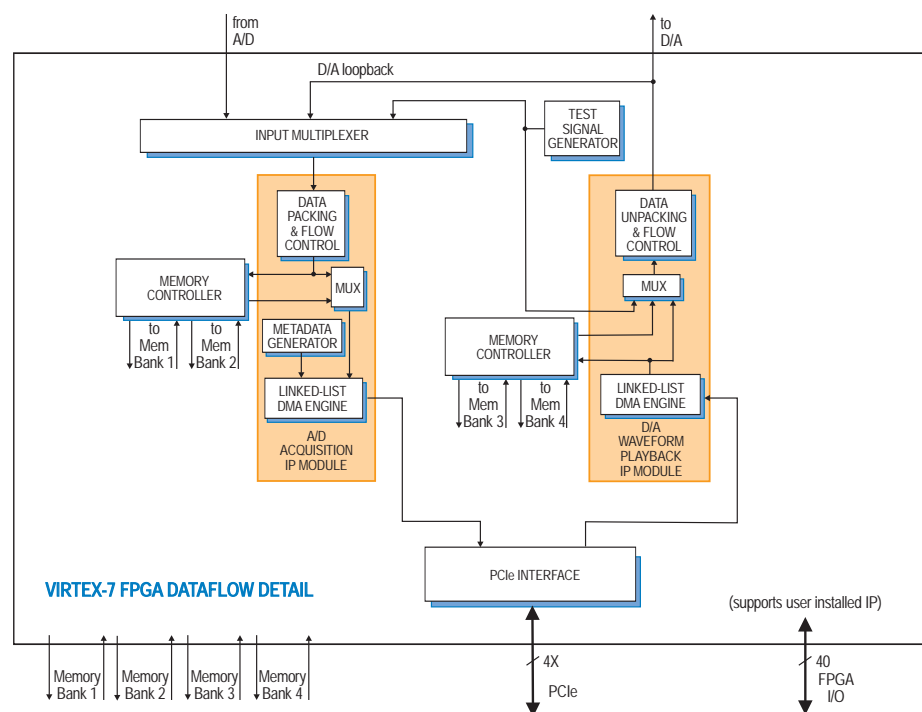 from
A/D
to
D/A
D/A loopback
INPUT MULTIPLEXER
TEST
SIGNAL
GENERATOR
DATA
PACKING
& FLOW
CONTROL
DATA
UNPACKING
& FLOW
CONTROL
MEMORY
CONTROLLER
MUX
MUX
to
Mem
Bank 1
to
Mem
Bank 2
METADATA
GENERATOR
MEMORY
CONTROLLER
LINKED-LIST
DMA ENGINE
to
Mem
Bank 3
to
Mem
Bank 4
LINKED-LIST
DMA ENGINE
A/D
ACQUISITION
IP MODULE
D/A
WAVEFORM
PLAYBACK
IP MODULE
PCIe INTERFACE
VIRTEX-7 FPGA DATAFLOW DETAIL
(supports user installed IP)
Memory
Bank 1
Memory
Bank 2
Memory
Bank 3
Memory
Bank 4
4X
PCIe
40
FPGA
I/O